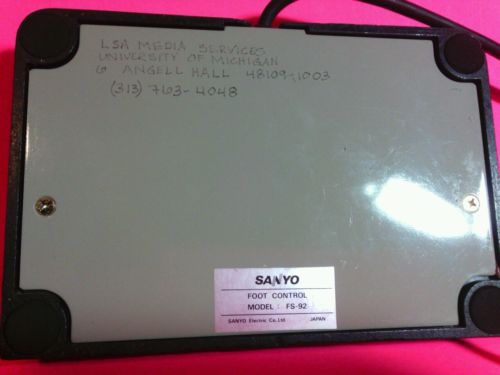 LSA MEDIA SERVICES
UNIVERSITY OF MICHIGAN
G ANGELL HALL 48109-1003
(313) 763-4048
SANYO
FOOT CONTROL
MODEL : FS-92
SANYO Electric Co., Ltd. JAPAN